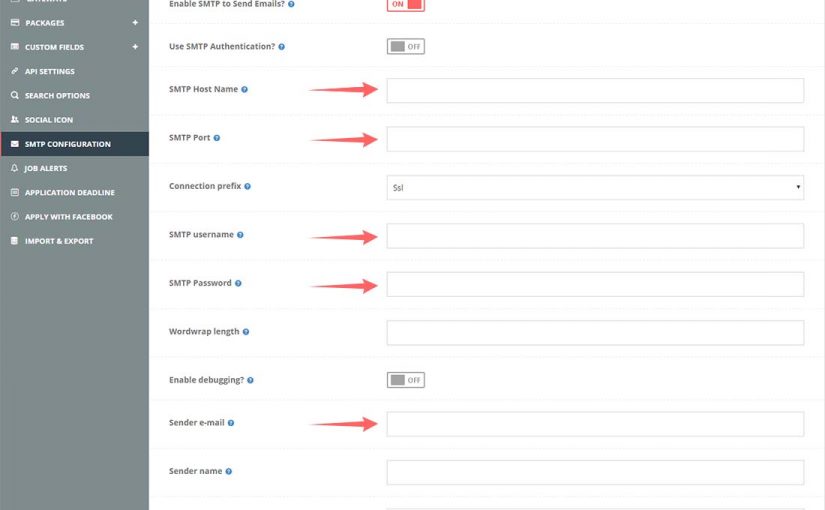 GATEWAYS
PACKAGES +
CUSTOM FIELDS +
API SETTINGS
SEARCH OPTIONS
SOCIAL ICON
SMTP CONFIGURATION
JOB ALERTS
APPLICATION DEADLINE
APPLY WITH FACEBOOK
IMPORT & EXPORT
Enable SMTP to Send Emails? ?
ON
Use SMTP Authentication? ?
OFF
SMTP Host Name ?
SMTP Port ?
Connection prefix ?
Ssl
SMTP username ?
SMTP Password ?
Wordwrap length ?
Enable debugging? ?
OFF
Sender e-mail ?
Sender name ?